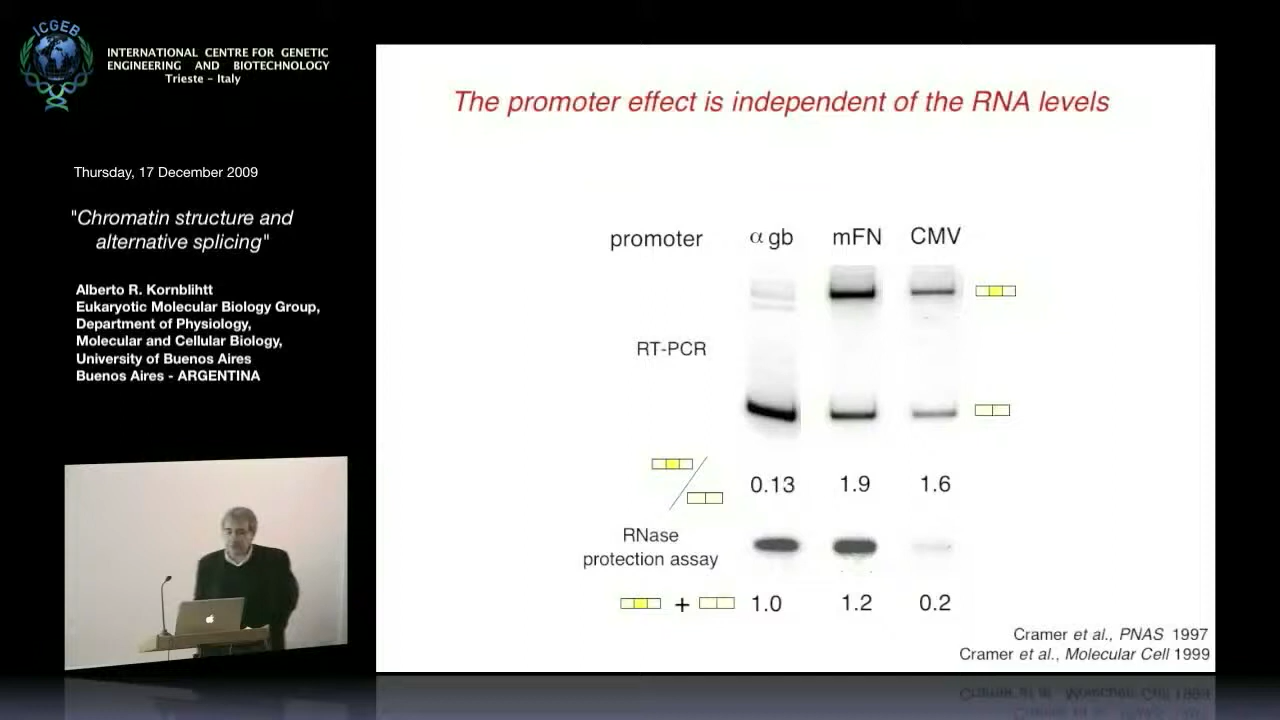 ICGEB
INTERNATIONAL CENTRE FOR GENETIC
ENGINEERING AND BIOTECHNOLOGY
Trieste – Italy
Thursday, 17 December 2009
"Chromatin structure and
alternative splicing"
Alberto R. Kornblihtt
Eukaryotic Molecular Biology Group,
Department of Physiology,
Molecular and Cellular Biology,
University of Buenos Aires
Buenos Aires - ARGENTINA
The promoter effect is independent of the RNA levels
promoter α gb mFN CMV
RT-PCR
0.13 1.9 1.6
RNase
protection assay
+ 1.0 1.2 0.2
Cramer et al., PNAS 1997
Cramer et al., Molecular Cell 1999